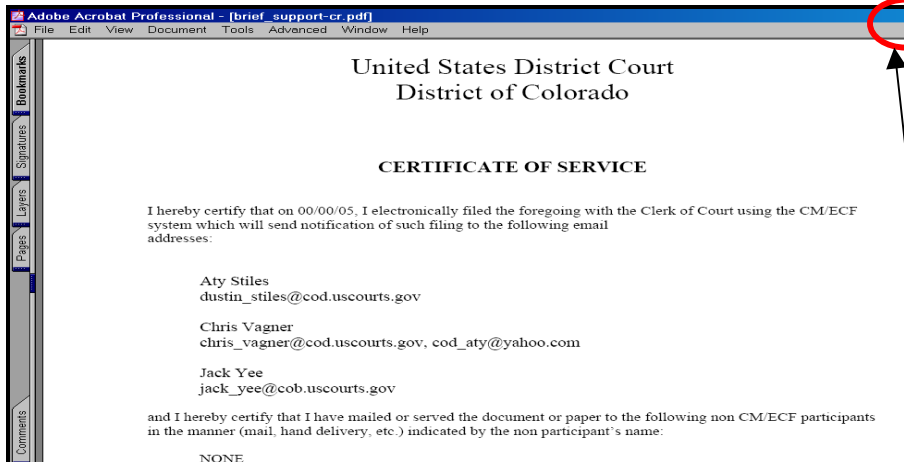 Adobe Acrobat Professional - [brief_support-cr.pdf]
File Edit View Document Tools Advanced Window Help
Bookmarks
Signatures
Layers
Pages
Comments
United States District Court
District of Colorado
CERTIFICATE OF SERVICE
I hereby certify that on 00/00/05, I electronically filed the foregoing with the Clerk of Court using the CM/ECF
system which will send notification of such filing to the following email
addresses:
Aty Stiles
dustin_stiles@cod.uscourts.gov
Chris Vagner
chris_vagner@cod.uscourts.gov, cod_aty@yahoo.com
Jack Yee
jack_yee@cob.uscourts.gov
and I hereby certify that I have mailed or served the document or paper to the following non CM/ECF participants
in the manner (mail, hand delivery, etc.) indicated by the non participant's name:
NONE